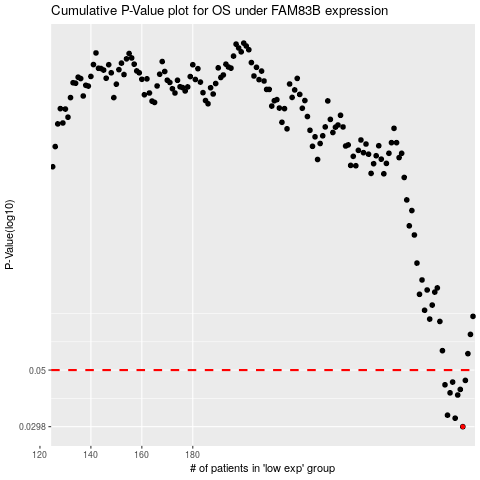 Cumulative P-Value plot for OS under FAM83B expression
P-Value(log10)
0.05
0.0298
120 140 160 180
# of patients in 'low exp' group